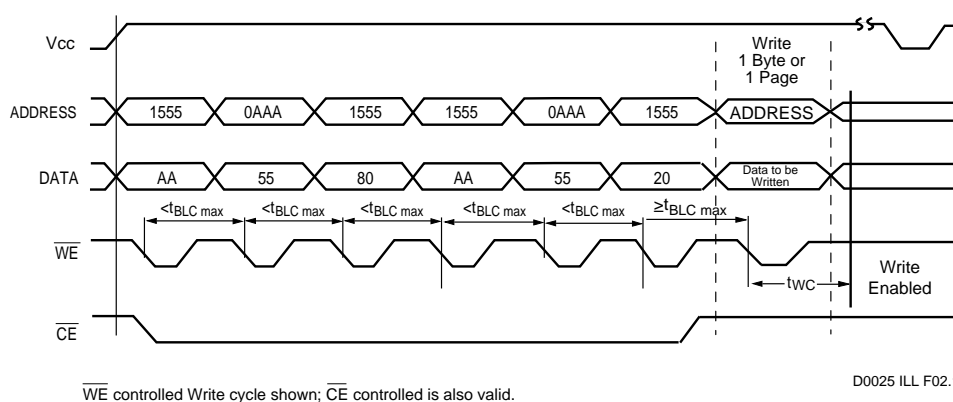 Vcc
Write
1 Byte or
1 Page
ADDRESS 1555 0AAA 1555 1555 0AAA 1555 ADDRESS
DATA AA 55 80 AA 55 20 Data to be
Written
<tBLC max <tBLC max <tBLC max <tBLC max <tBLC max ≥tBLC max
WE
tWC
Write
Enabled
CE
WE controlled Write cycle shown; CE controlled is also valid.
D0025 ILL F02.